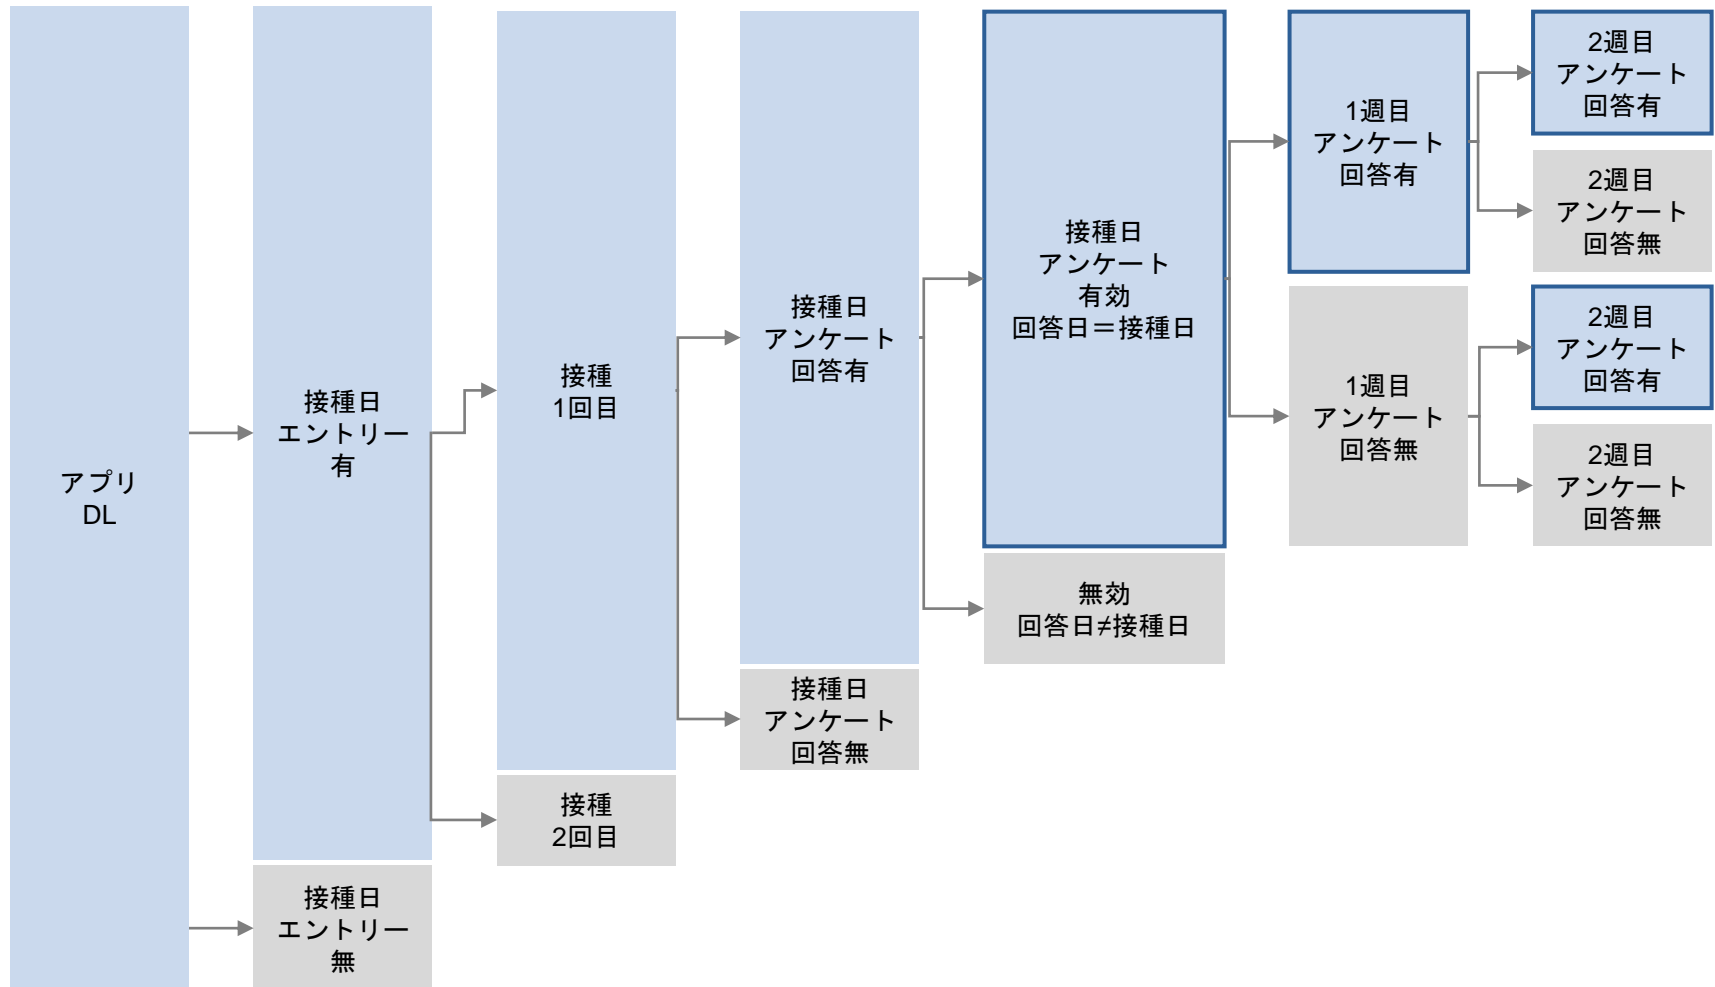 アプリ
DL
接種日
エントリー
有
接種日
エントリー
無
接種
1回目
接種
2回目
接種日
アンケート
回答有
接種日
アンケート
回答無
接種日
アンケート
有効
回答日＝接種日
無効
回答日≠接種日
1週目
アンケート
回答有
1週目
アンケート
回答無
2週目
アンケート
回答有
2週目
アンケート
回答無
2週目
アンケート
回答有
2週目
アンケート
回答無